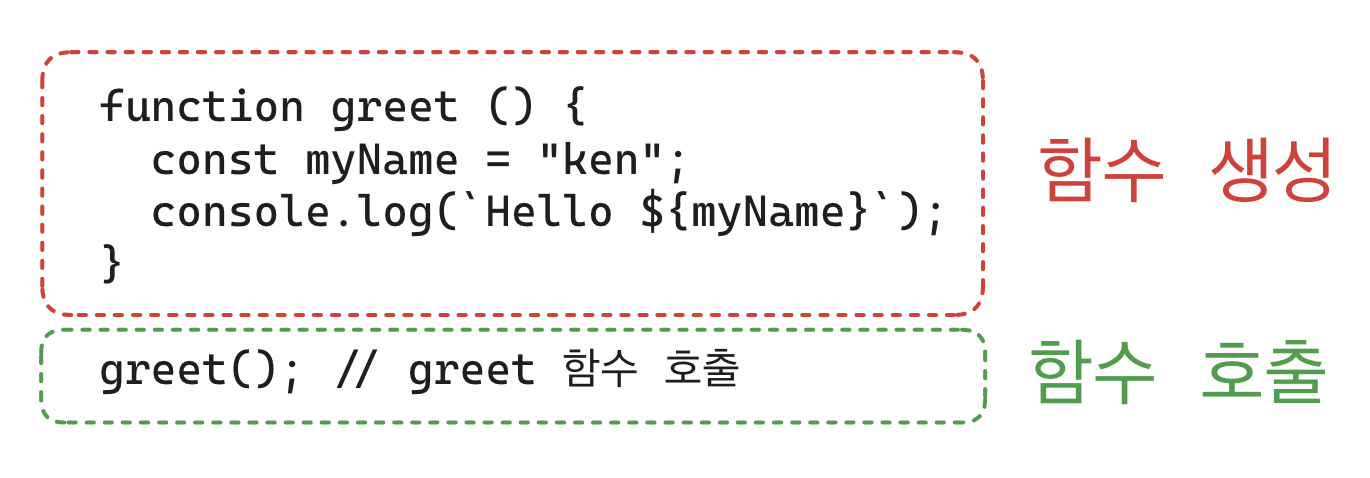 function greet () {
  const myName = "ken";
  console.log(`Hello ${myName}`);
}
함수 생성
greet(); // greet 함수 호출
함수 호출